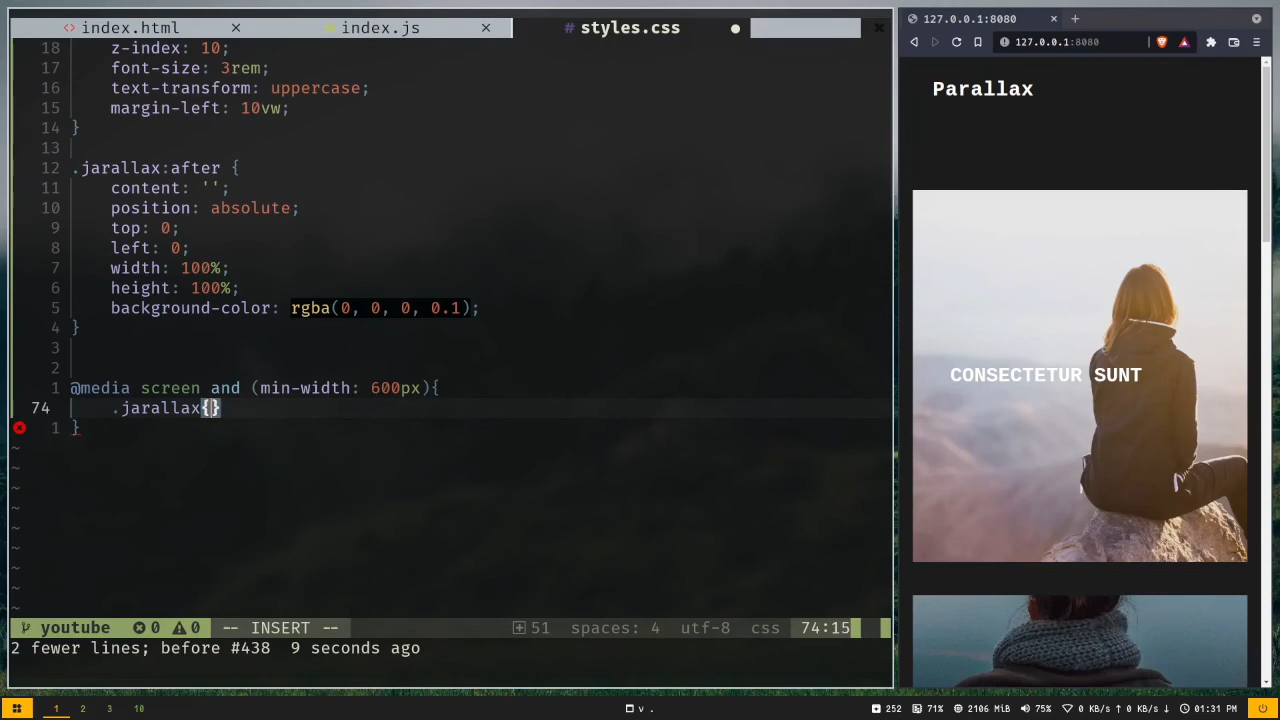 index.html
index.js
# styles.css
18 z-index: 10;
17 font-size: 3rem;
16 text-transform: uppercase;
15 margin-left: 10vw;
14 }
13
12 .jarallax:after {
11 content: '';
10 position: absolute;
9 top: 0;
8 left: 0;
7 width: 100%;
6 height: 100%;
5 background-color: rgba(0, 0, 0, 0.1);
4 }
3
2
1 @media screen and (min-width: 600px){
74 .jarallax{}
1 }
~
~
~
~
~
~
~
~
~
youtube 0 0 -- INSERT -- 51 spaces: 4 utf-8 css 74:15
2 fewer lines; before #438 9 seconds ago
127.0.0.1:8080
127.0.0.1:8080
Parallax
CONSECTETUR SUNT
1 2 3 10 v . 252 71% 2106 MiB 75% 0 KB/s ↑ 0 KB/s ↓ 01:31 PM